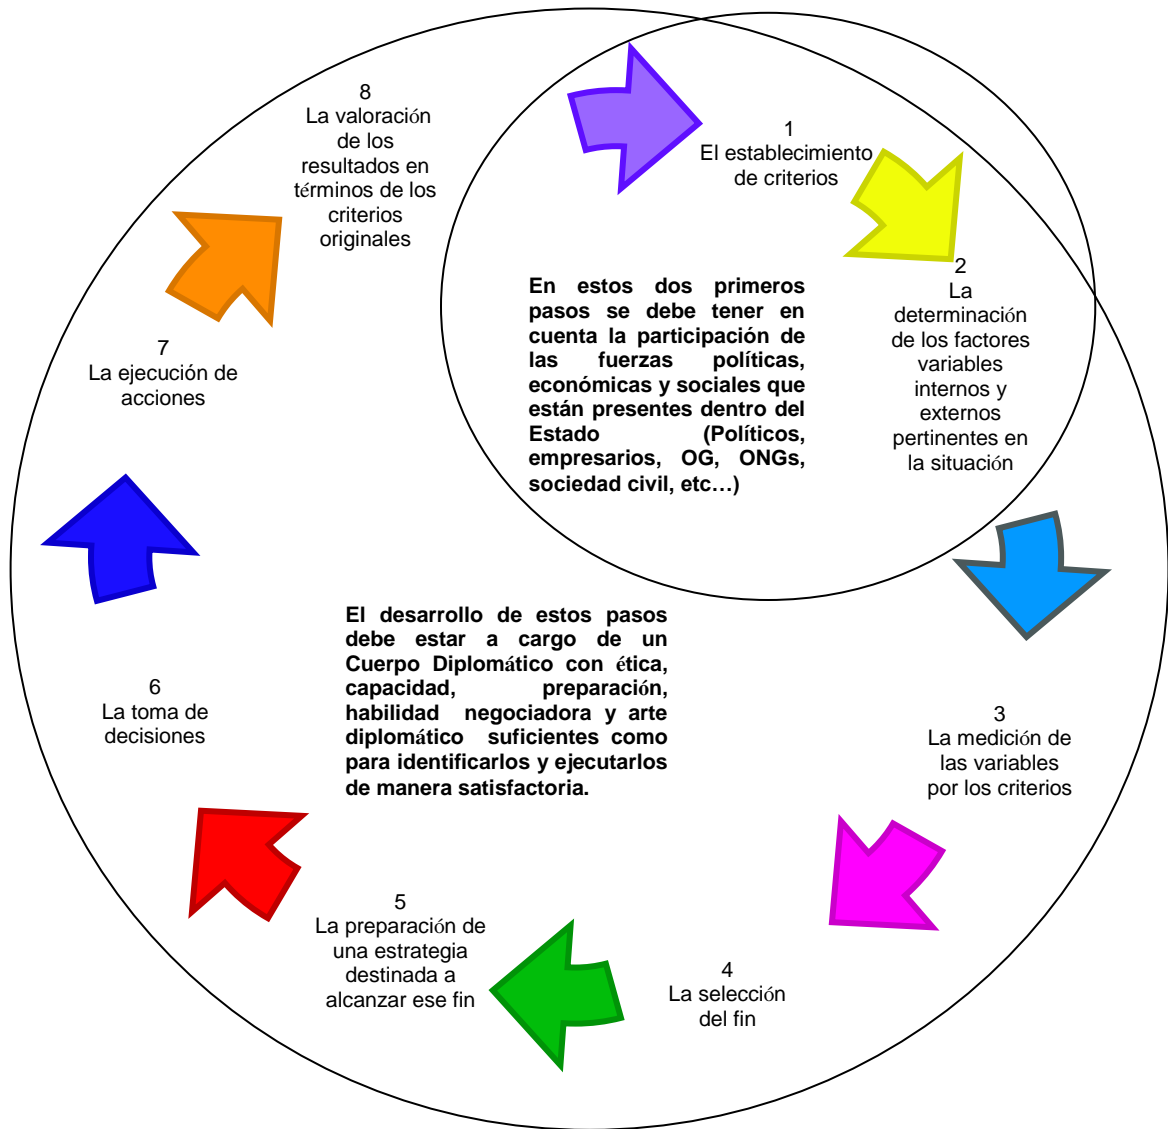 1
El establecimiento
de criterios
2
La
determinación
de los factores
variables
internos y
externos
pertinentes en
la situación
3
La medición de
las variables
por los criterios
4
La selección
del fin
5
La preparación de
una estrategia
destinada a
alcanzar ese fin
6
La toma de
decisiones
7
La ejecución de
acciones
8
La valoración
de los
resultados en
términos de los
criterios
originales
En estos dos primeros
pasos se debe tener en
cuenta la participación de
las fuerzas políticas,
económicas y sociales que
están presentes dentro del
Estado (Políticos,
empresarios, OG, ONGs,
sociedad civil, etc…)
El desarrollo de estos pasos
debe estar a cargo de un
Cuerpo Diplomático con ética,
capacidad, preparación,
habilidad negociadora y arte
diplomático suficientes como
para identificarlos y ejecutarlos
de manera satisfactoria.